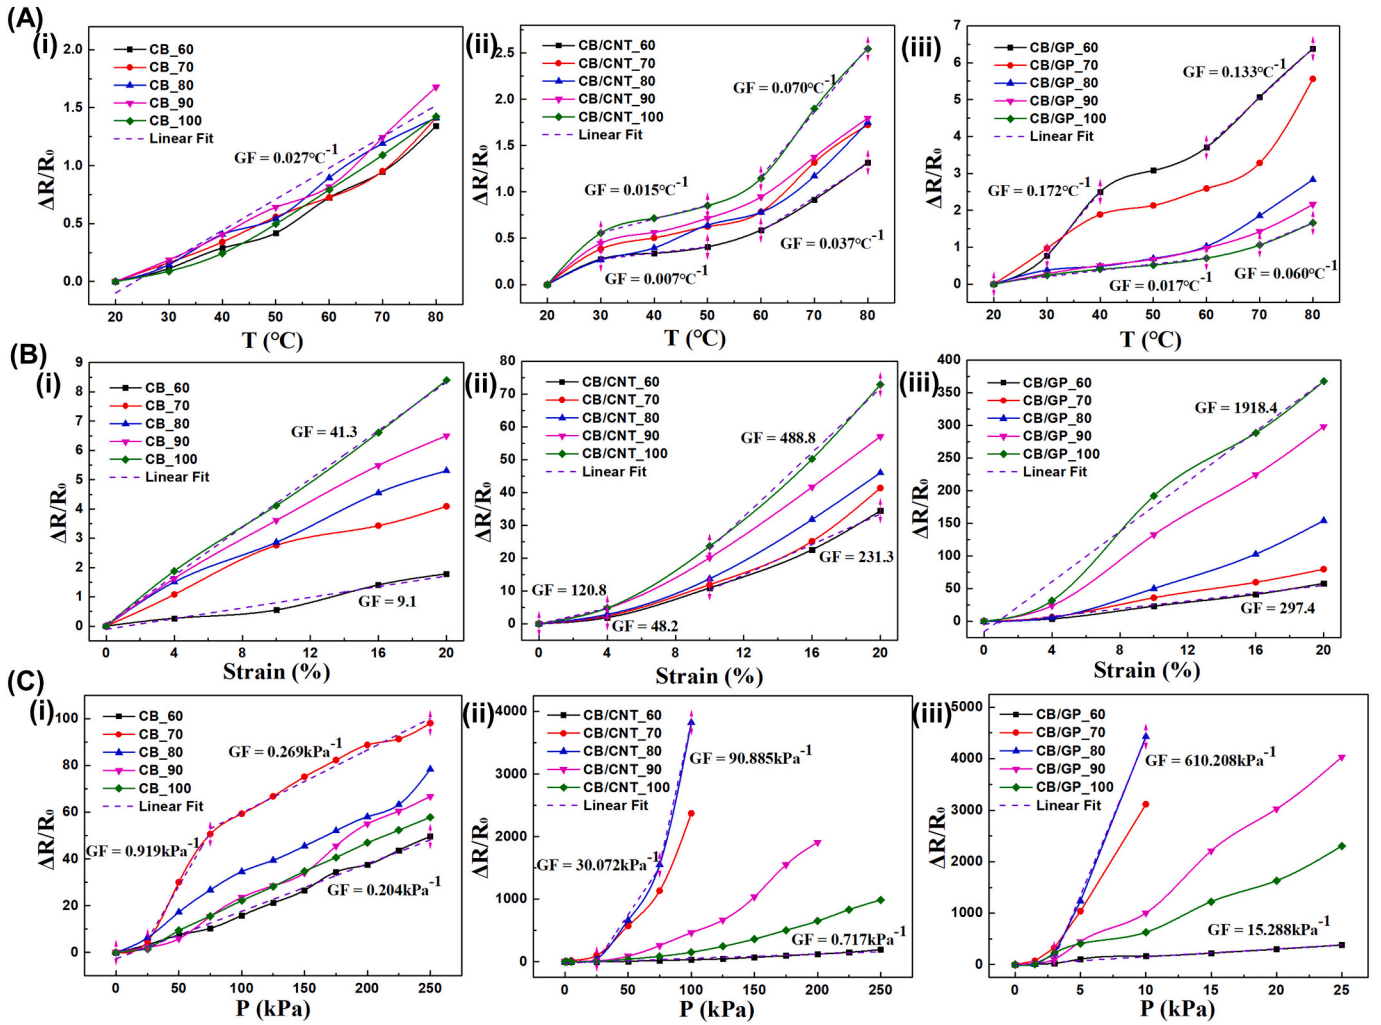 (A)
(i)
CB_60
CB_70
CB_80
CB_90
CB_100
Linear Fit
GF = 0.027℃⁻¹
ΔR/R₀
2.0
1.5
1.0
0.5
0.0
20 30 40 50 60 70 80
T (℃)
(ii)
CB/CNT_60
CB/CNT_70
CB/CNT_80
CB/CNT_90
CB/CNT_100
Linear Fit
GF = 0.070℃⁻¹
GF = 0.015℃⁻¹
GF = 0.037℃⁻¹
GF = 0.007℃⁻¹
ΔR/R₀
2.5
2.0
1.5
1.0
0.5
0.0
20 30 40 50 60 70 80
T (℃)
(iii)
CB/GP_60
CB/GP_70
CB/GP_80
CB/GP_90
CB/GP_100
Linear Fit
GF = 0.133℃⁻¹
GF = 0.172℃⁻¹
GF = 0.060℃⁻¹
GF = 0.017℃⁻¹
ΔR/R₀
7
6
5
4
3
2
1
0
20 30 40 50 60 70 80
T (℃)
(B)
(i)
CB_60
CB_70
CB_80
CB_90
CB_100
Linear Fit
GF = 41.3
GF = 9.1
ΔR/R₀
9
8
7
6
5
4
3
2
1
0
0 4 8 12 16 20
Strain (%)
(ii)
CB/CNT_60
CB/CNT_70
CB/CNT_80
CB/CNT_90
CB/CNT_100
Linear Fit
GF = 488.8
GF = 231.3
GF = 120.8
GF = 48.2
ΔR/R₀
80
70
60
50
40
30
20
10
0
0 4 8 12 16 20
Strain (%)
(iii)
CB/GP_60
CB/GP_70
CB/GP_80
CB/GP_90
CB/GP_100
Linear Fit
GF = 1918.4
GF = 297.4
ΔR/R₀
400
350
300
250
200
150
100
50
0
0 4 8 12 16 20
Strain (%)
(C)
(i)
CB_60
CB_70
CB_80
CB_90
CB_100
Linear Fit
GF = 0.269kPa⁻¹
GF = 0.919kPa⁻¹
GF = 0.204kPa⁻¹
ΔR/R₀
100
80
60
40
20
0
0 50 100 150 200 250
P (kPa)
(ii)
CB/CNT_60
CB/CNT_70
CB/CNT_80
CB/CNT_90
CB/CNT_100
Linear Fit
GF = 90.885kPa⁻¹
GF = 30.072kPa⁻¹
GF = 0.717kPa⁻¹
ΔR/R₀
4000
3000
2000
1000
0
0 50 100 150 200 250
P (kPa)
(iii)
CB/GP_60
CB/GP_70
CB/GP_80
CB/GP_90
CB/GP_100
Linear Fit
GF = 610.208kPa⁻¹
GF = 15.288kPa⁻¹
ΔR/R₀
5000
4000
3000
2000
1000
0
0 5 10 15 20 25
P (kPa)